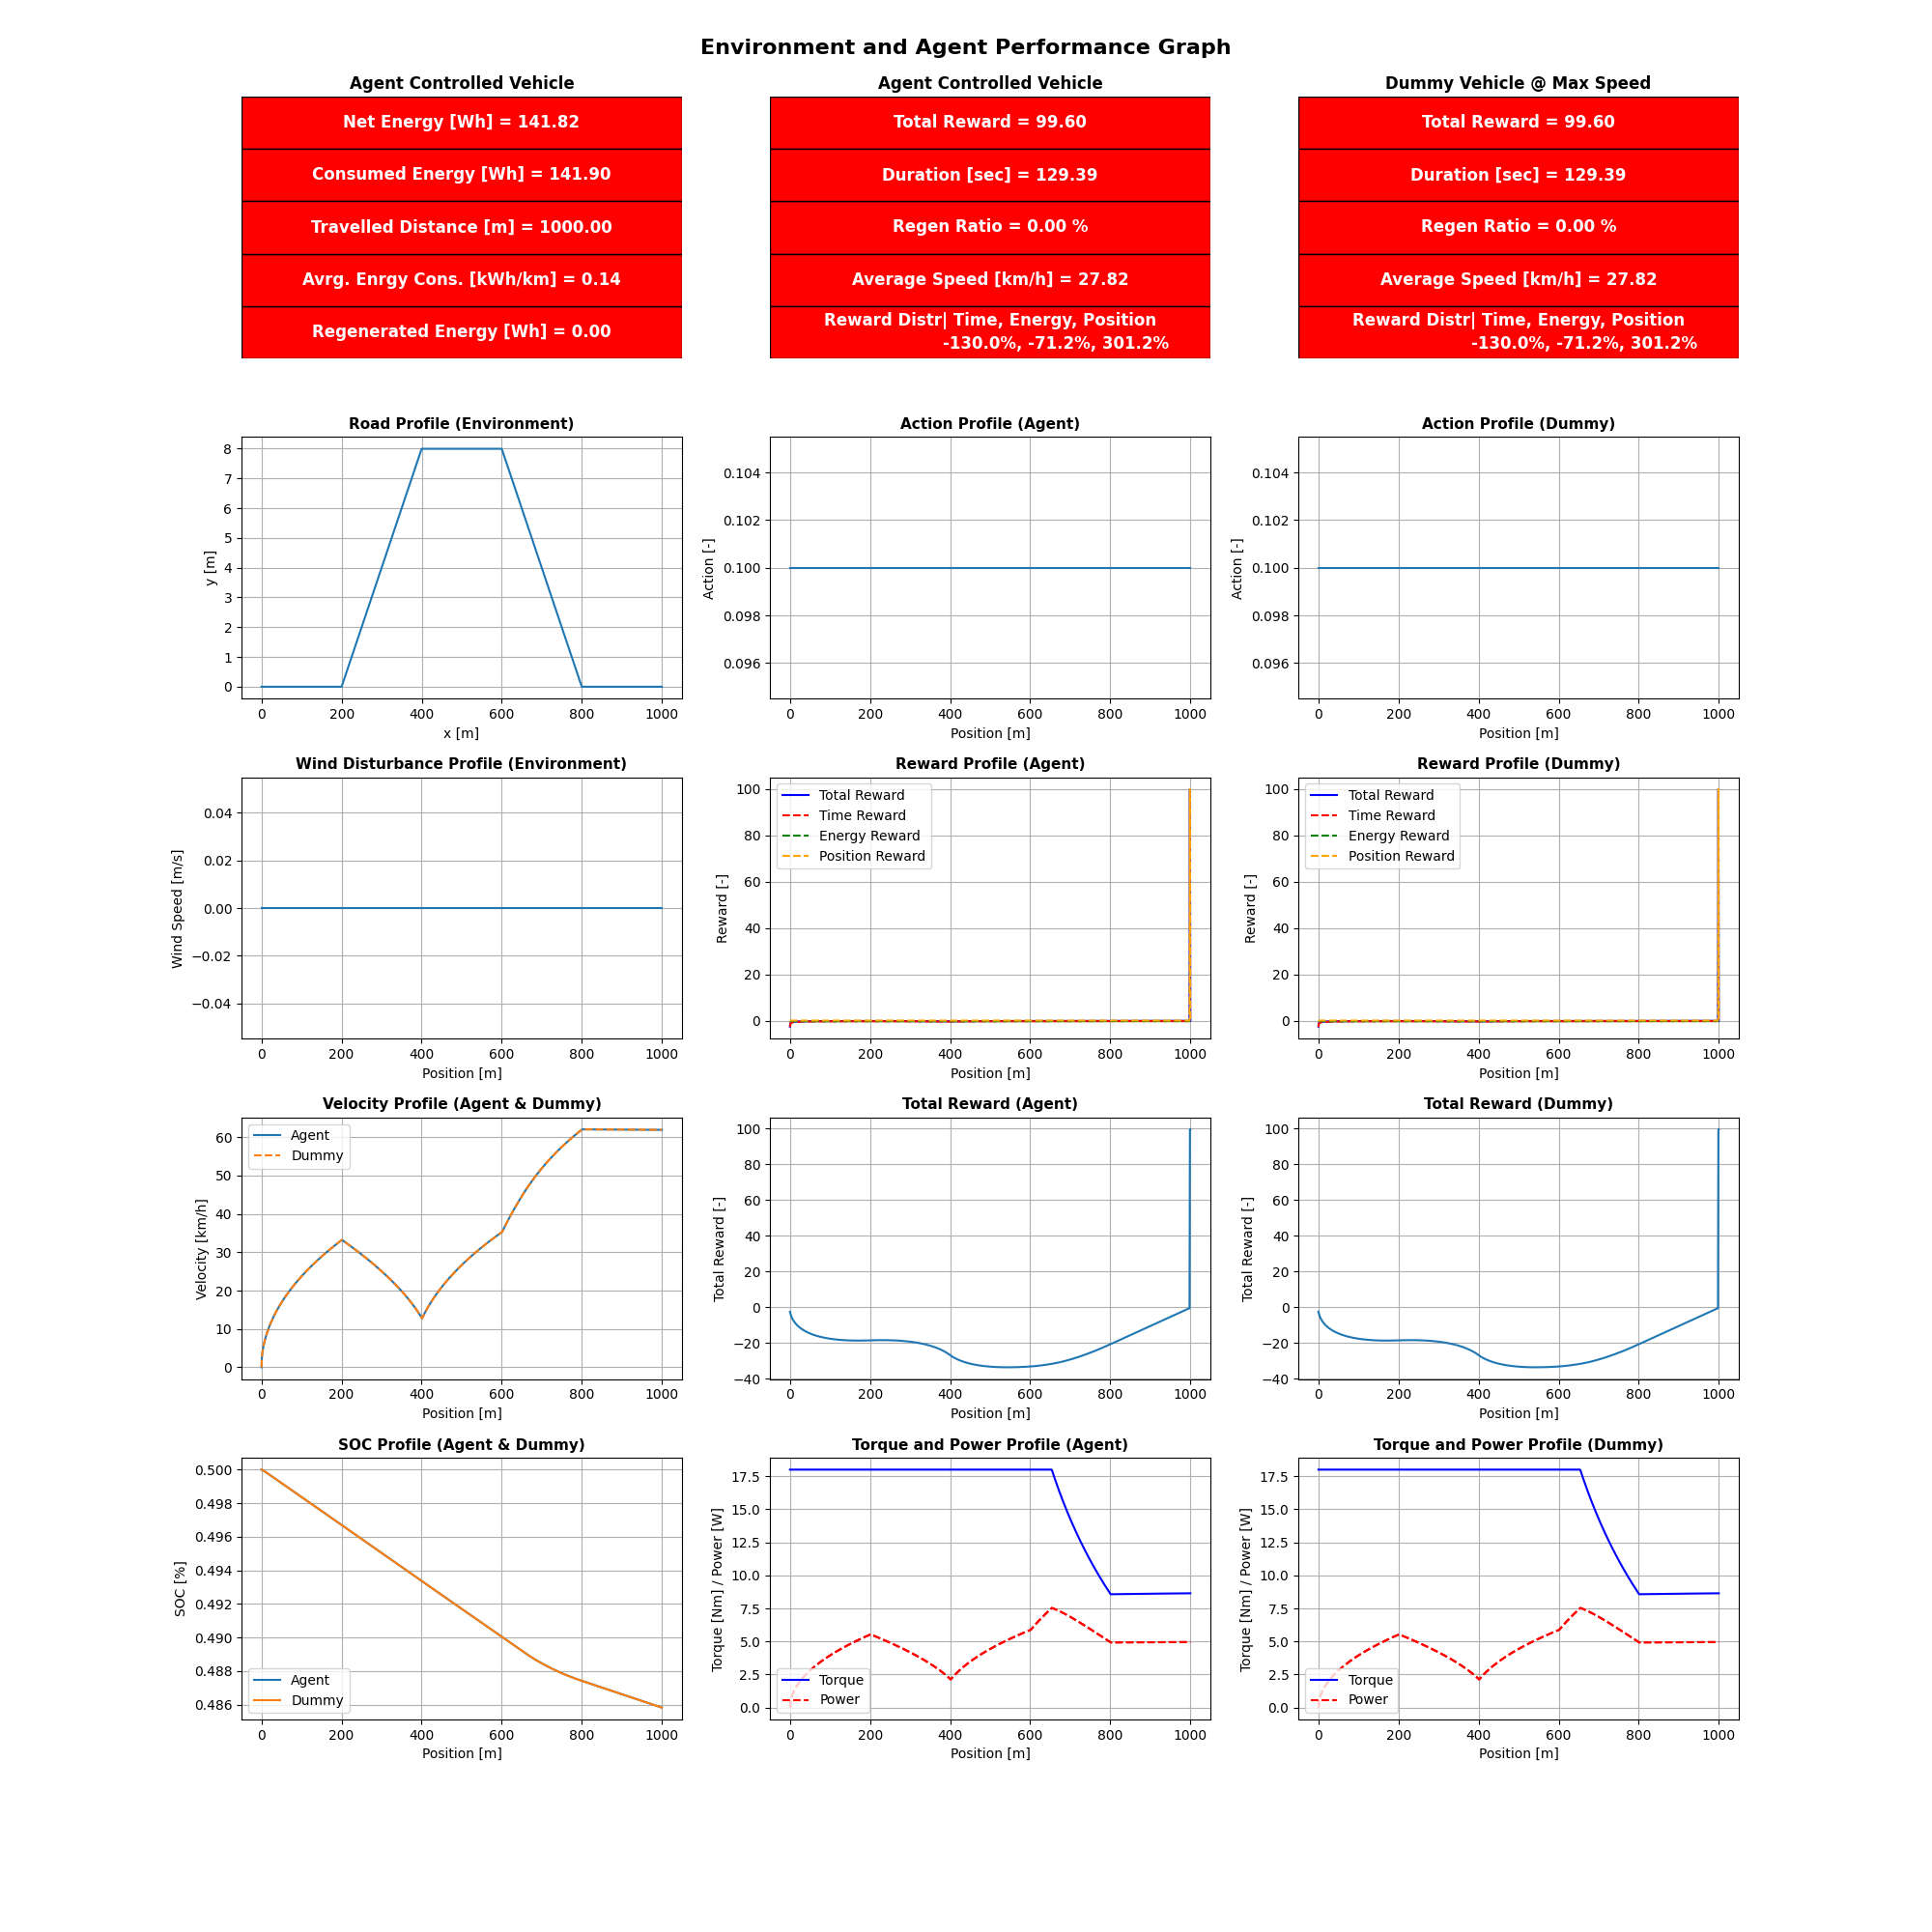 Environment and Agent Performance Graph
Agent Controlled Vehicle
Net Energy [Wh] = 141.82
Consumed Energy [Wh] = 141.90
Travelled Distance [m] = 1000.00
Avrg. Enrgy Cons. [kWh/km] = 0.14
Regenerated Energy [Wh] = 0.00
Agent Controlled Vehicle
Total Reward = 99.60
Duration [sec] = 129.39
Regen Ratio = 0.00 %
Average Speed [km/h] = 27.82
Reward Distr| Time, Energy, Position
-130.0%, -71.2%, 301.2%
Dummy Vehicle @ Max Speed
Total Reward = 99.60
Duration [sec] = 129.39
Regen Ratio = 0.00 %
Average Speed [km/h] = 27.82
Reward Distr| Time, Energy, Position
-130.0%, -71.2%, 301.2%
Road Profile (Environment)
y [m]
8
7
6
5
4
3
2
1
0
0 200 400 600 800 1000
x [m]
Action Profile (Agent)
Action [-]
0.104
0.102
0.100
0.098
0.096
0 200 400 600 800 1000
Position [m]
Action Profile (Dummy)
Action [-]
0.104
0.102
0.100
0.098
0.096
0 200 400 600 800 1000
Position [m]
Wind Disturbance Profile (Environment)
Wind Speed [m/s]
0.04
0.02
0.00
−0.02
−0.04
0 200 400 600 800 1000
Position [m]
Reward Profile (Agent)
Reward [-]
100
80
60
40
20
0
Total Reward
Time Reward
Energy Reward
Position Reward
0 200 400 600 800 1000
Position [m]
Reward Profile (Dummy)
Reward [-]
100
80
60
40
20
0
Total Reward
Time Reward
Energy Reward
Position Reward
0 200 400 600 800 1000
Position [m]
Velocity Profile (Agent & Dummy)
Velocity [km/h]
60
50
40
30
20
10
0
Agent
Dummy
0 200 400 600 800 1000
Position [m]
Total Reward (Agent)
Total Reward [-]
100
80
60
40
20
0
−20
−40
0 200 400 600 800 1000
Position [m]
Total Reward (Dummy)
Total Reward [-]
100
80
60
40
20
0
−20
−40
0 200 400 600 800 1000
Position [m]
SOC Profile (Agent & Dummy)
SOC [%]
0.500
0.498
0.496
0.494
0.492
0.490
0.488
0.486
Agent
Dummy
0 200 400 600 800 1000
Position [m]
Torque and Power Profile (Agent)
Torque [Nm] / Power [W]
17.5
15.0
12.5
10.0
7.5
5.0
2.5
0.0
Torque
Power
0 200 400 600 800 1000
Position [m]
Torque and Power Profile (Dummy)
Torque [Nm] / Power [W]
17.5
15.0
12.5
10.0
7.5
5.0
2.5
0.0
Torque
Power
0 200 400 600 800 1000
Position [m]